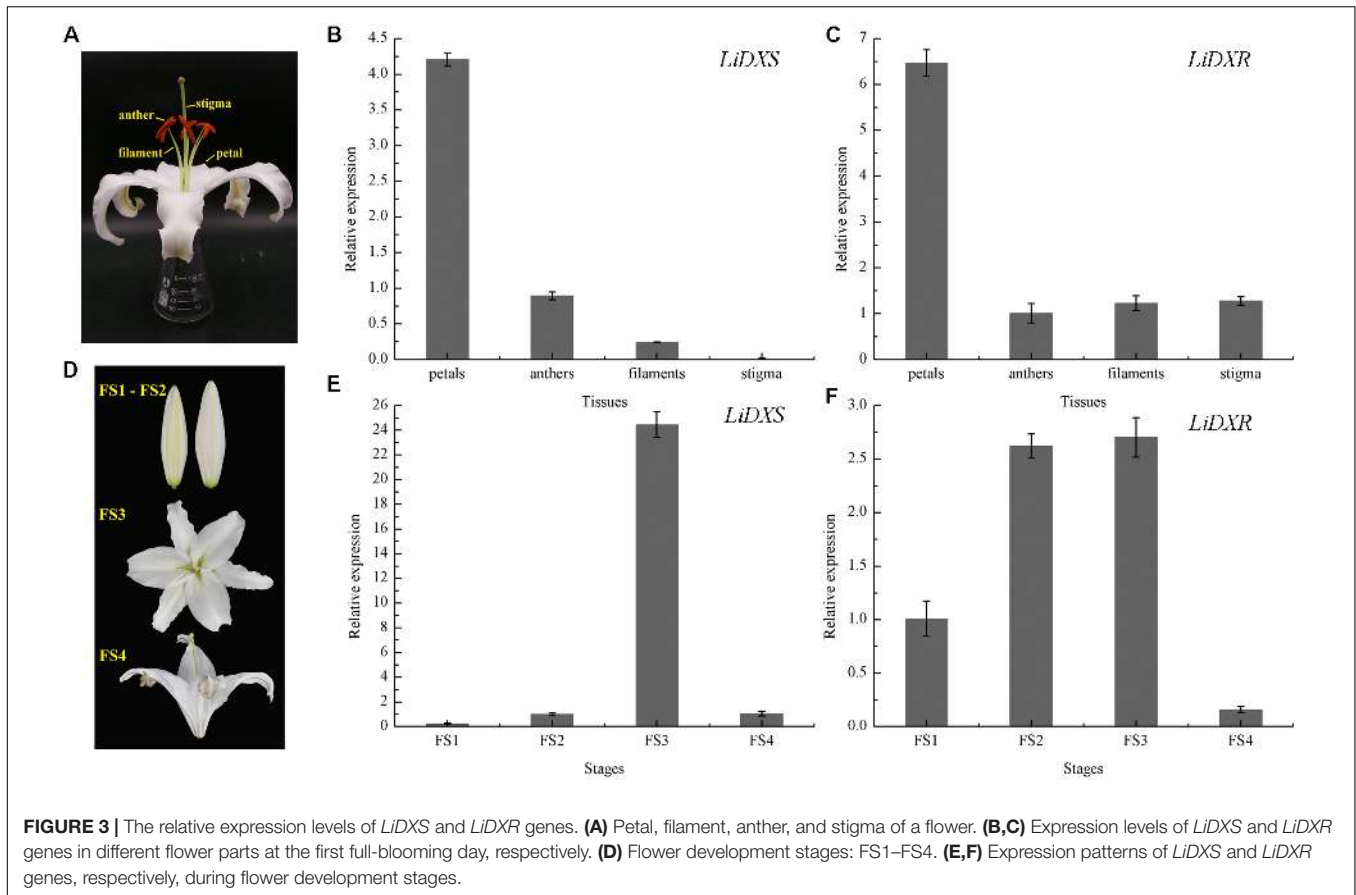 A
stigma
anther
filament
petal
B
LiDXS
Relative expression
4.5
4.0
3.5
3.0
2.5
2.0
1.5
1.0
0.5
0.0
petals anthers filaments stigma
Tissues
C
LiDXR
Relative expression
7
6
5
4
3
2
1
0
petals anthers filaments stigma
Tissues
D
FS1 - FS2
FS3
FS4
E
LiDXS
Relative expression
26
24
22
20
18
16
14
12
10
8
6
4
2
0
FS1 FS2 FS3 FS4
Stages
F
LiDXR
Relative expression
3.0
2.5
2.0
1.5
1.0
0.5
0.0
FS1 FS2 FS3 FS4
Stages
FIGURE 3 | The relative expression levels of LiDXS and LiDXR genes. (A) Petal, filament, anther, and stigma of a flower. (B,C) Expression levels of LiDXS and LiDXR
genes in different flower parts at the first full-blooming day, respectively. (D) Flower development stages: FS1–FS4. (E,F) Expression patterns of LiDXS and LiDXR
genes, respectively, during flower development stages.